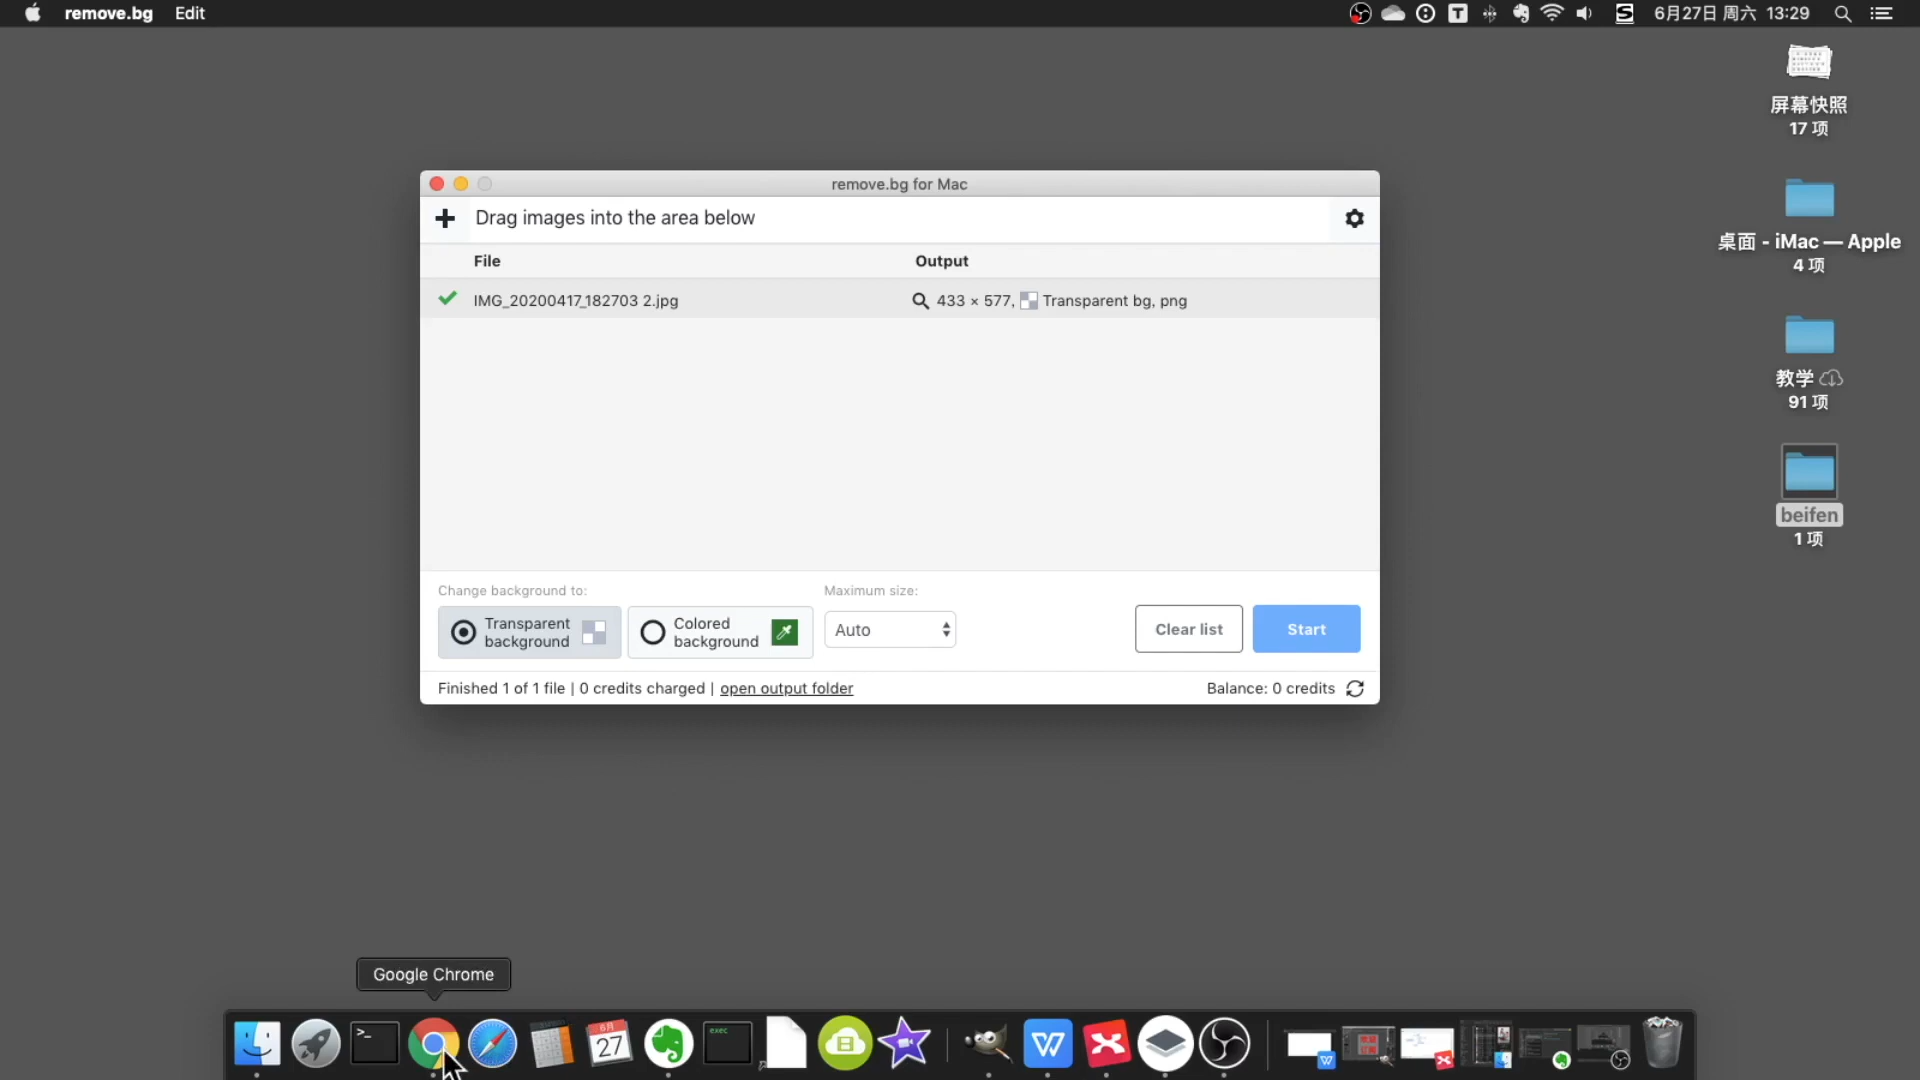 remove.bg Edit
6月27日 周六 13:29
屏幕快照
17 项
桌面 - iMac — Apple
4 项
教学
91 项
beifen
1 项
remove.bg for Mac
Drag images into the area below
File Output
IMG_20200417_182703 2.jpg 433 × 577, Transparent bg, png
Change background to: Maximum size:
Transparent background
Colored background
Auto
Clear list
Start
Finished 1 of 1 file | 0 credits charged | open output folder
Balance: 0 credits
Google Chrome
6月
27
exec